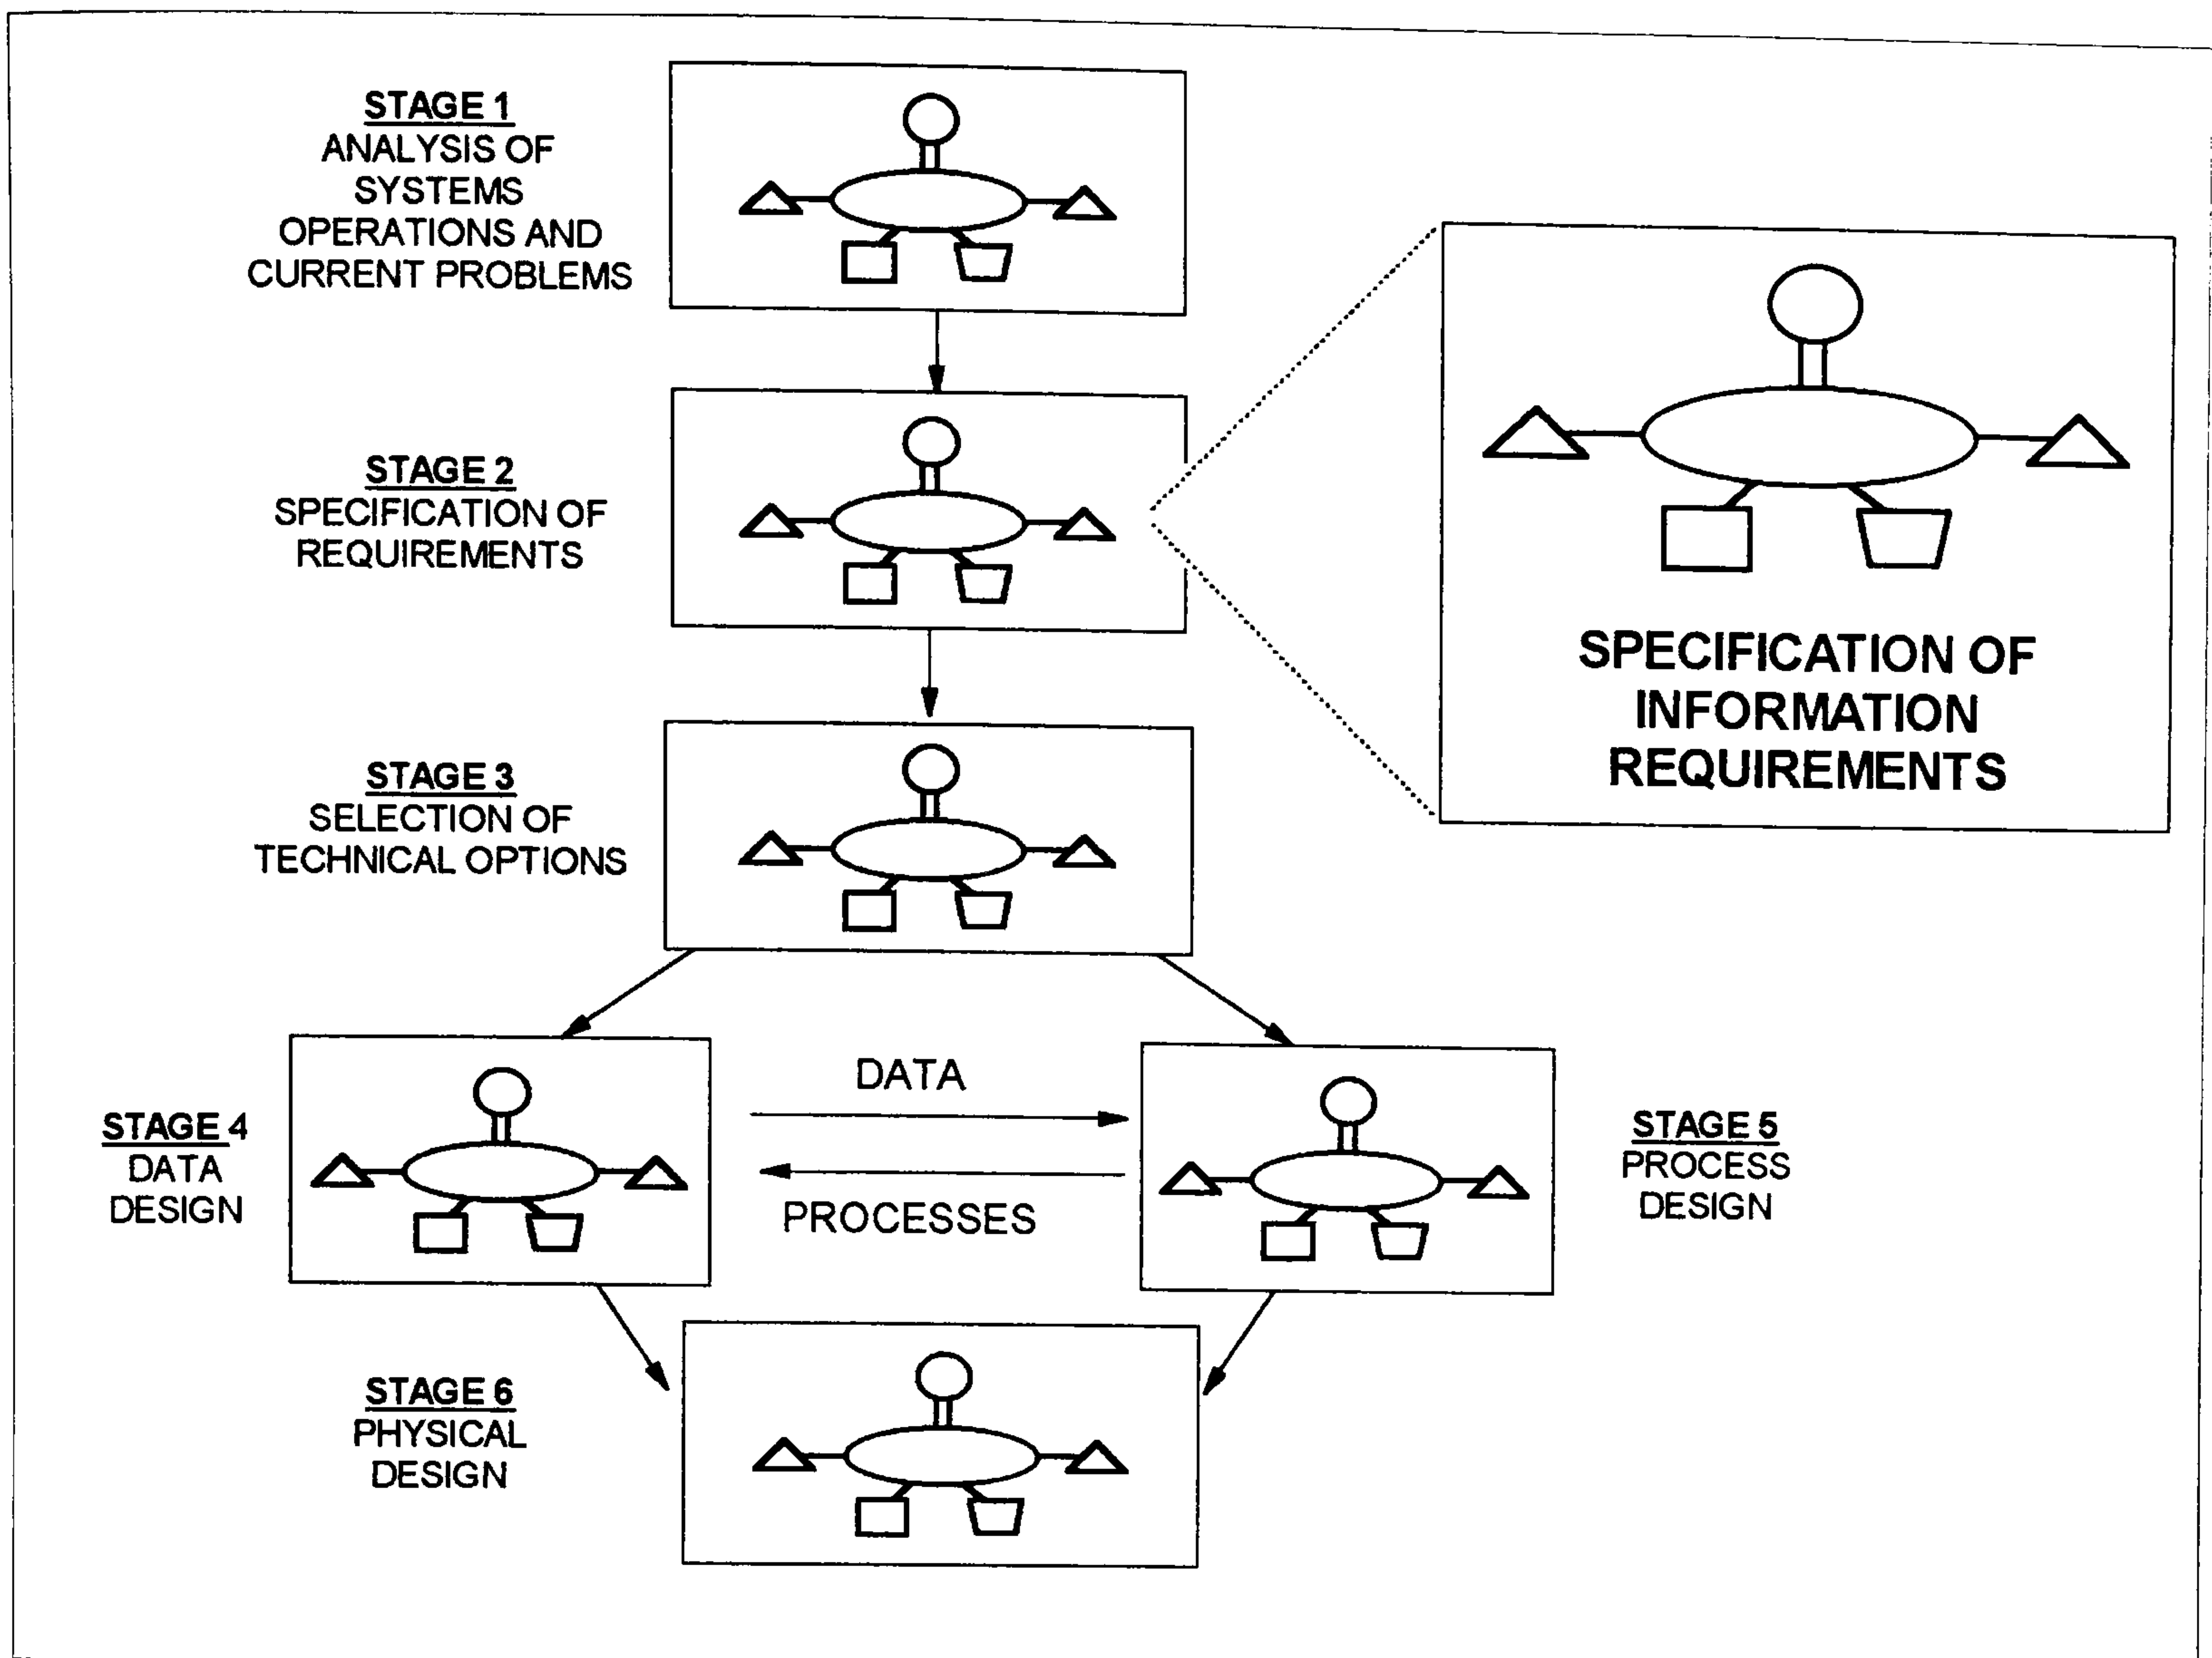 STAGE 1
ANALYSIS OF
SYSTEMS
OPERATIONS AND
CURRENT PROBLEMS
STAGE 2
SPECIFICATION OF
REQUIREMENTS
SPECIFICATION OF
INFORMATION
REQUIREMENTS
STAGE 3
SELECTION OF
TECHNICAL OPTIONS
STAGE 4
DATA
DESIGN
DATA
PROCESSES
STAGE 5
PROCESS
DESIGN
STAGE 6
PHYSICAL
DESIGN